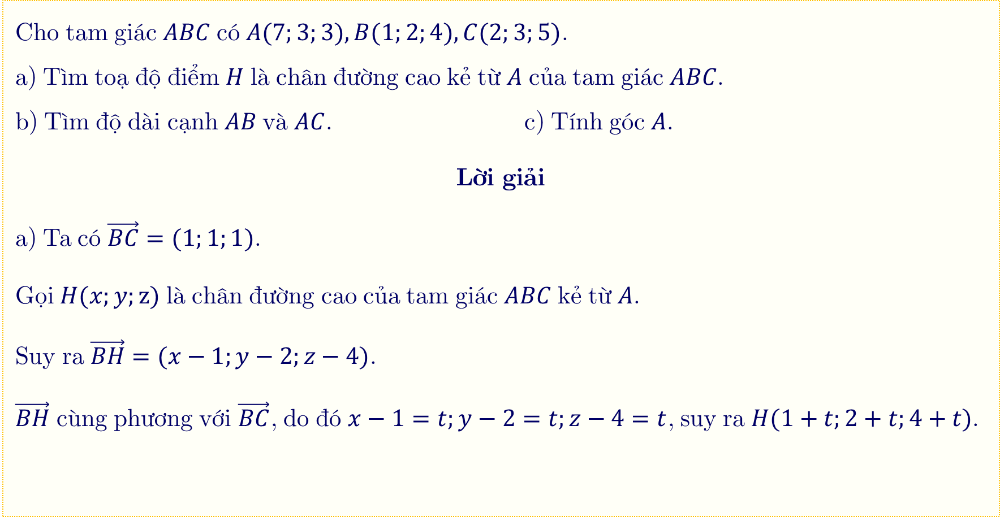 Cho tam giác ABC có A(7; 3; 3), B(1; 2; 4), C(2; 3; 5).
a) Tìm toạ độ điểm H là chân đường cao kẻ từ A của tam giác ABC.
b) Tìm độ dài cạnh AB và AC. c) Tính góc A.
Lời giải
a) Ta có $\overrightarrow{BC}$ = (1; 1; 1).
Gọi H(x; y; z) là chân đường cao của tam giác ABC kẻ từ A.
Suy ra $\overrightarrow{BH}$ = (x − 1; y − 2; z − 4).
$\overrightarrow{BH}$ cùng phương với $\overrightarrow{BC}$, do đó x − 1 = t; y − 2 = t; z − 4 = t, suy ra H(1 + t; 2 + t; 4 + t).